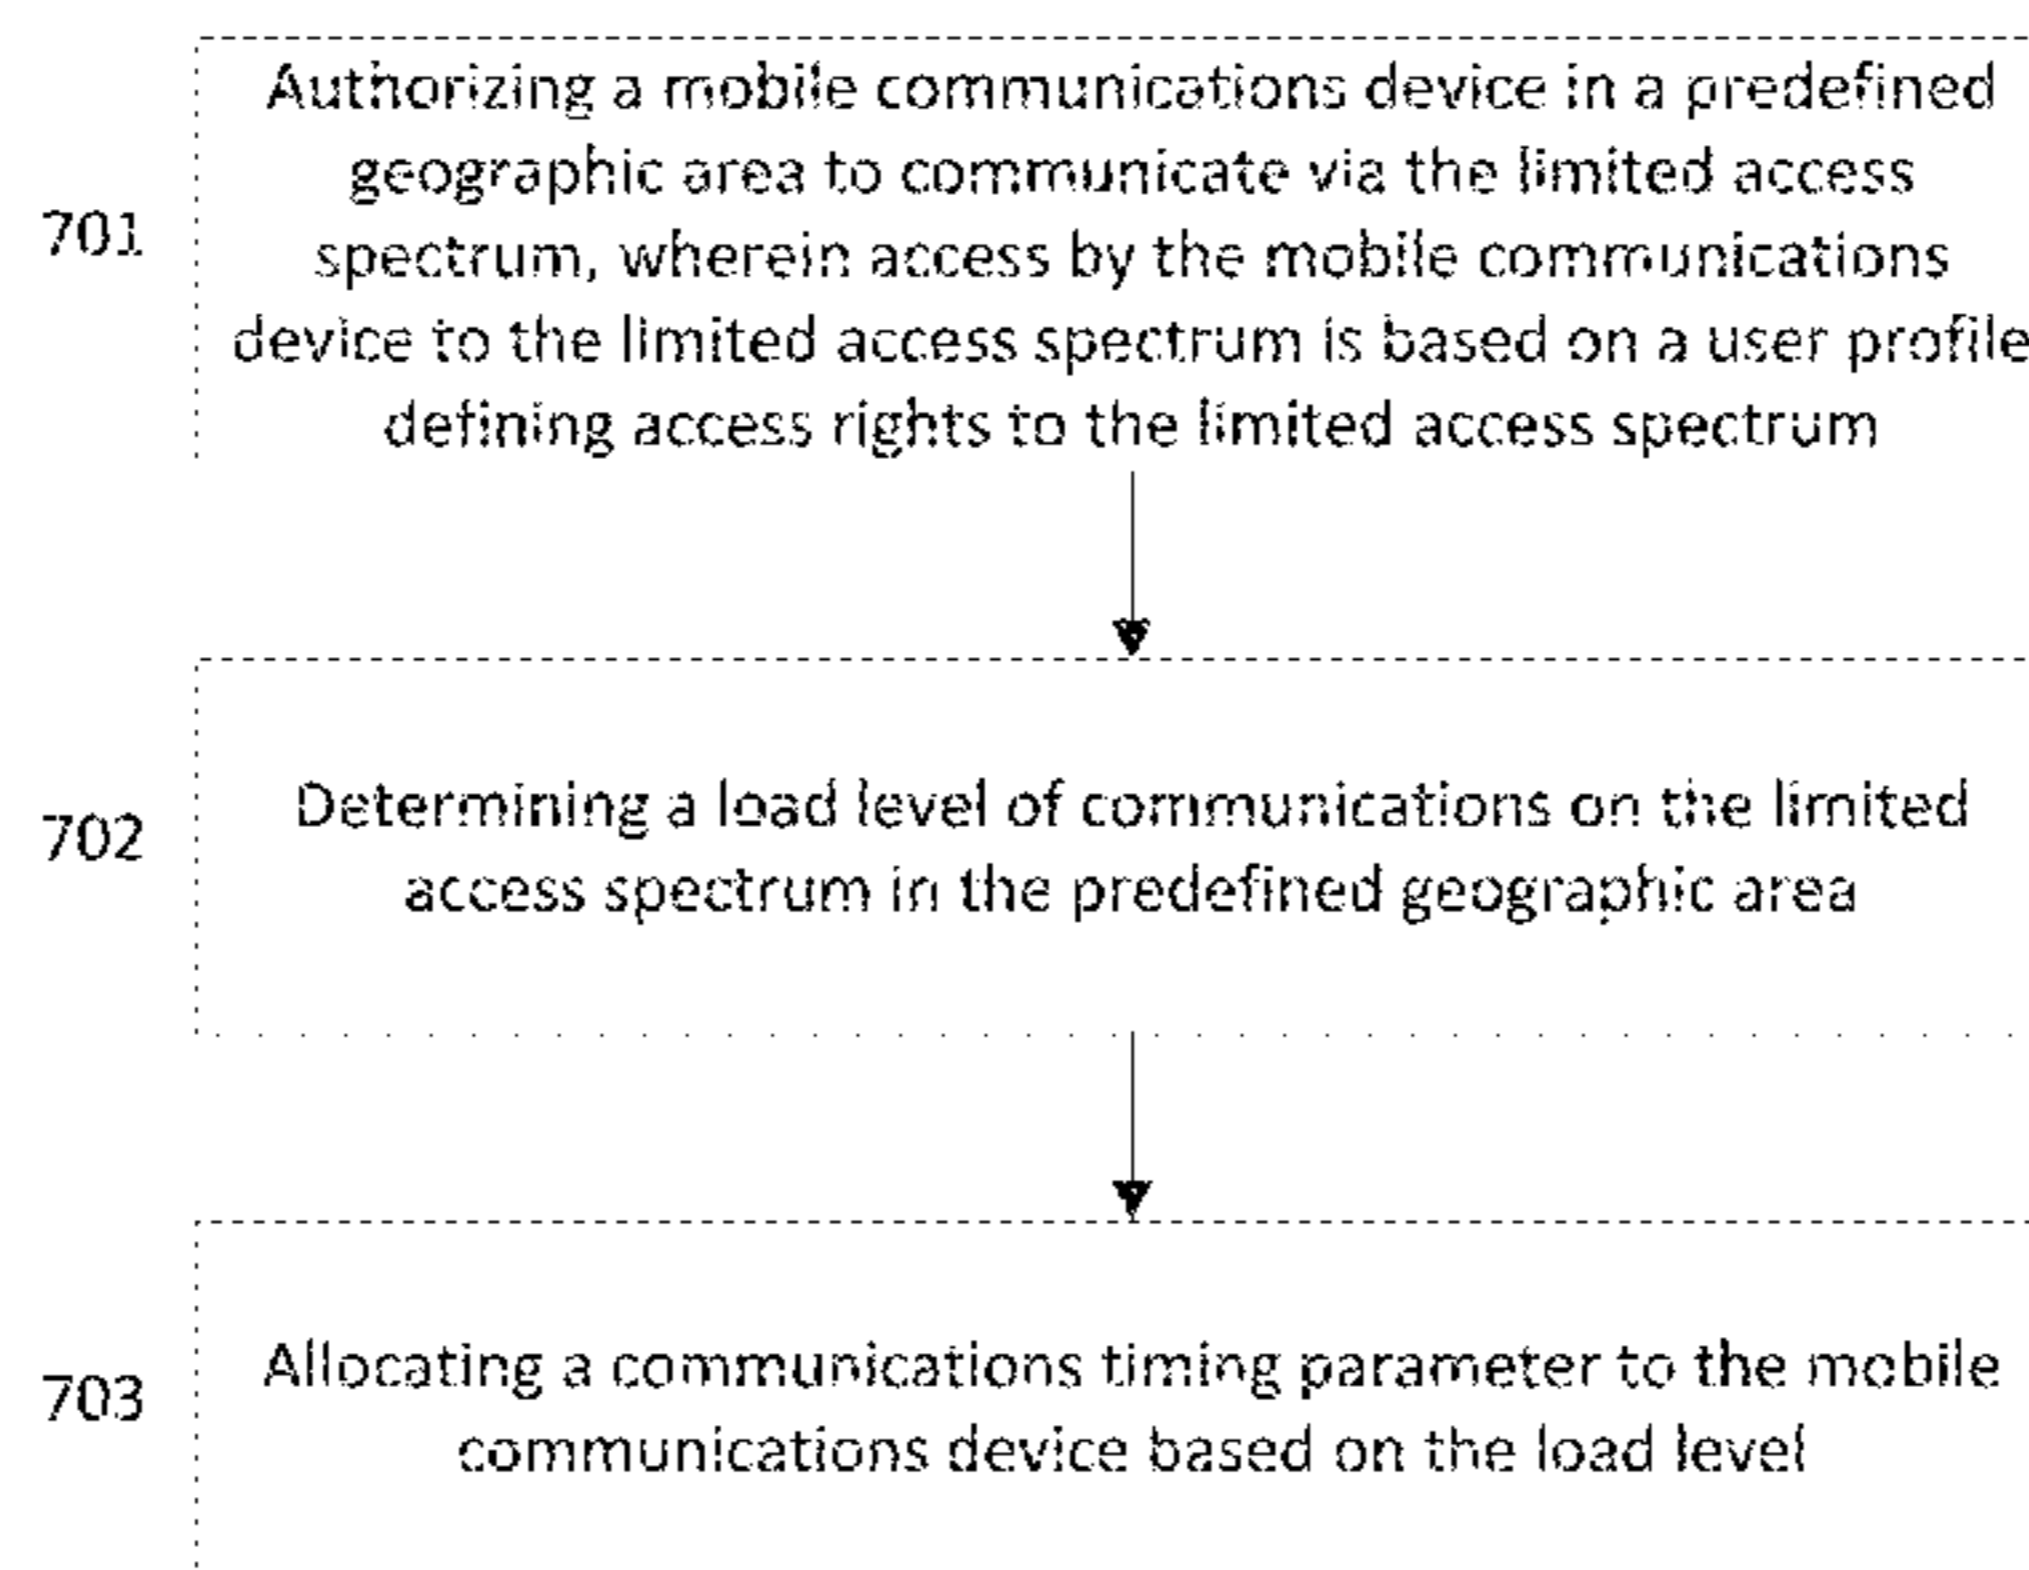 Authorizing a mobile communications device in a predefined
geographic area to communicate via the limited access
701
spectrum, wherein access by the mobile communications
device to the limited access spectrum is based on a user profile
defining access rights to the limited access spectrum
702
Determining a load level of communications on the limited
access spectrum in the predefined geographic area
703
Allocating a communications timing parameter to the mobile
communications device based on the load level